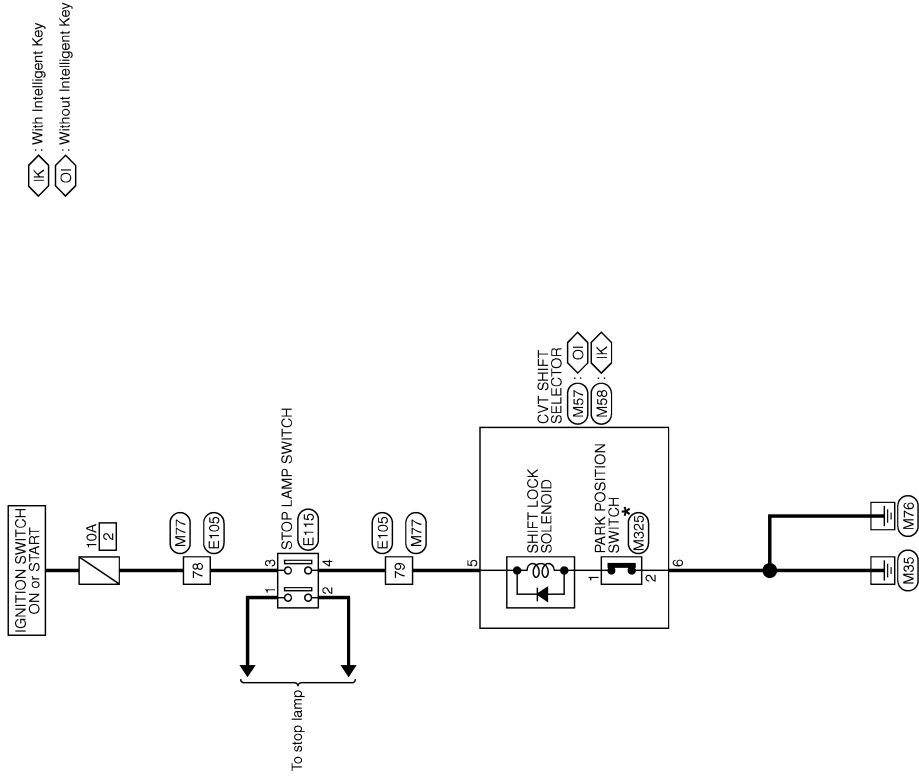 IK : With Intelligent Key
OI : Without Intelligent Key
IGNITION SWITCH
ON or START
10A
2
M77
78
E105
STOP LAMP SWITCH
E115
3
1
4
2
To stop lamp
E105
79
M77
CVT SHIFT
SELECTOR
M57 : OI
M58 : IK
5
SHIFT LOCK
SOLENOID
PARK POSITION
SWITCH *
M325
1
2
6
M76
M35